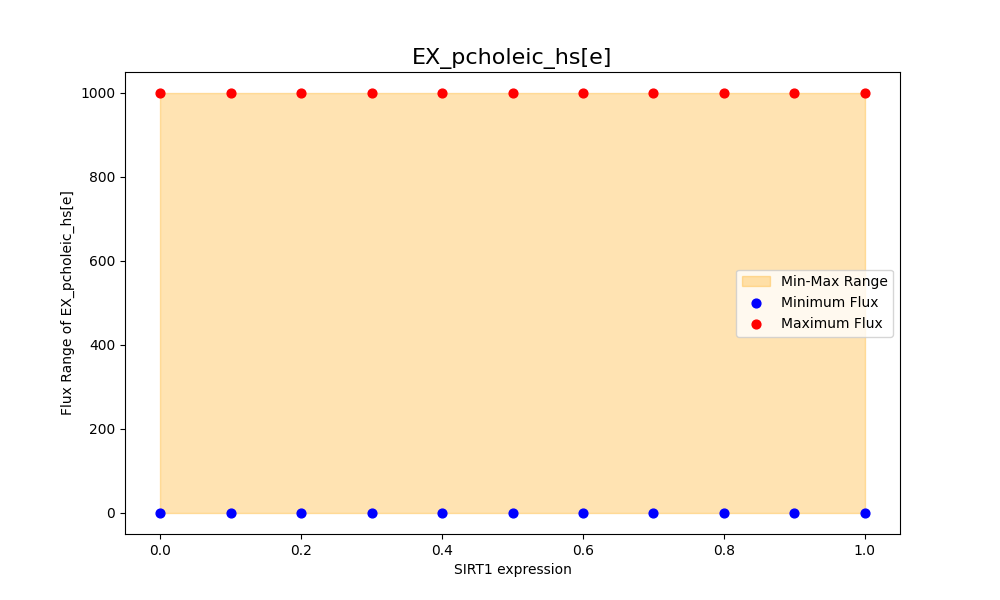 EX_pcholeic_hs[e]
Flux Range of EX_pcholeic_hs[e]
1000
800
600
400
200
0
Min-Max Range
Minimum Flux
Maximum Flux
0.0 0.2 0.4 0.6 0.8 1.0
SIRT1 expression